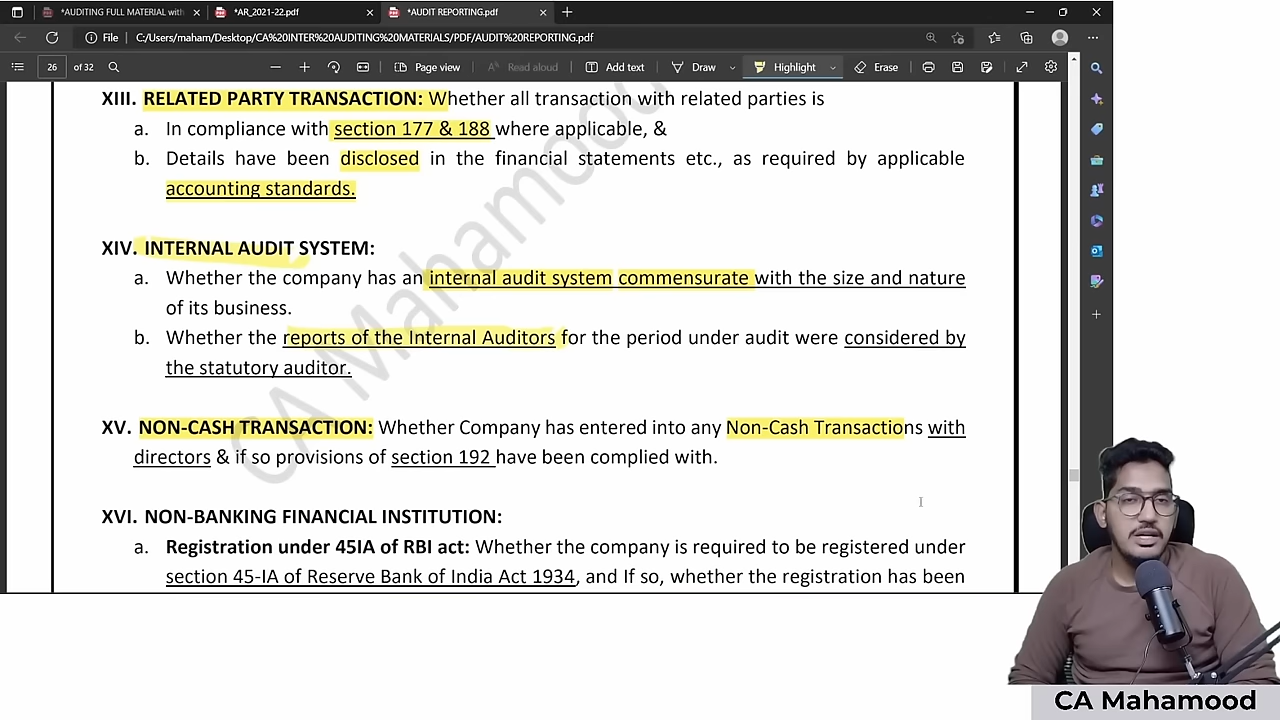 *AUDITING FULL MATERIAL with
*AR_2021-22.pdf
*AUDIT REPORTING.pdf
File
C:/Users/maham/Desktop/CA%20INTER%20AUDITING%20MATERIALS/PDF/AUDIT%20REPORTING.pdf
26 of 32
Page view
Read aloud
Add text
Draw
Highlight
Erase
XIII. RELATED PARTY TRANSACTION: Whether all transaction with related parties is
a. In compliance with section 177 & 188 where applicable, &
b. Details have been disclosed in the financial statements etc., as required by applicable
accounting standards.
XIV. INTERNAL AUDIT SYSTEM:
a. Whether the company has an internal audit system commensurate with the size and nature
of its business.
b. Whether the reports of the Internal Auditors for the period under audit were considered by
the statutory auditor.
XV. NON-CASH TRANSACTION: Whether Company has entered into any Non-Cash Transactions with
directors & if so provisions of section 192 have been complied with.
XVI. NON-BANKING FINANCIAL INSTITUTION:
a. Registration under 45IA of RBI act: Whether the company is required to be registered under
section 45-IA of Reserve Bank of India Act 1934, and If so, whether the registration has been
CA Mahamood
CA Mahamood